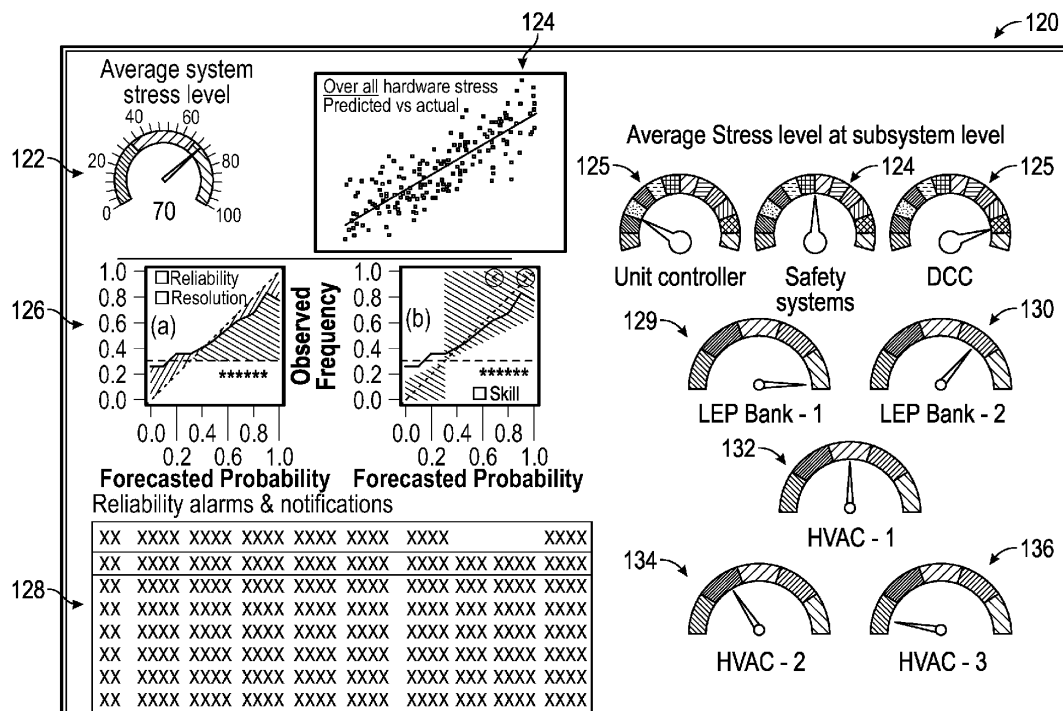 120
124
Average system
stress level
0 20 40 60 80 100
70
122
Over all hardware stress
Predicted vs actual
Average Stress level at subsystem level
125
124
125
Unit controller
Safety
systems
DCC
126
1.0
0.8
0.6
0.4
0.2
0.0
Reliability
Resolution
(a)
******
0.0 0.4 0.8
0.2 0.6 1.0
Forecasted Probability
Observed
Frequency
1.0
0.8
0.6
0.4
0.2
0.0
(b)
******
Skill
0.0 0.4 0.8
0.2 0.6 1.0
Forecasted Probability
129
130
LEP Bank - 1
LEP Bank - 2
132
HVAC - 1
134
136
HVAC - 2
HVAC - 3
Reliability alarms & notifications
128
XX XXXX XXXX XXXX XXXX XXXX XXXX XXXX
XX XXXX XXXX XXXX XXXX XXXX XXXX XXX XXXX XXXX
XX XXXX XXXX XXXX XXXX XXXX XXXX XXX XXXX XXXX
XX XXXX XXXX XXXX XXXX XXXX XXXX XXX XXXX XXXX
XX XXXX XXXX XXXX XXXX XXXX XXXX XXX XXXX XXXX
XX XXXX XXXX XXXX XXXX XXXX XXXX XXX XXXX XXXX
XX XXXX XXXX XXXX XXXX XXXX XXXX XXX XXXX XXXX
XX XXXX XXXX XXXX XXXX XXXX XXXX XXX XXXX XXXX